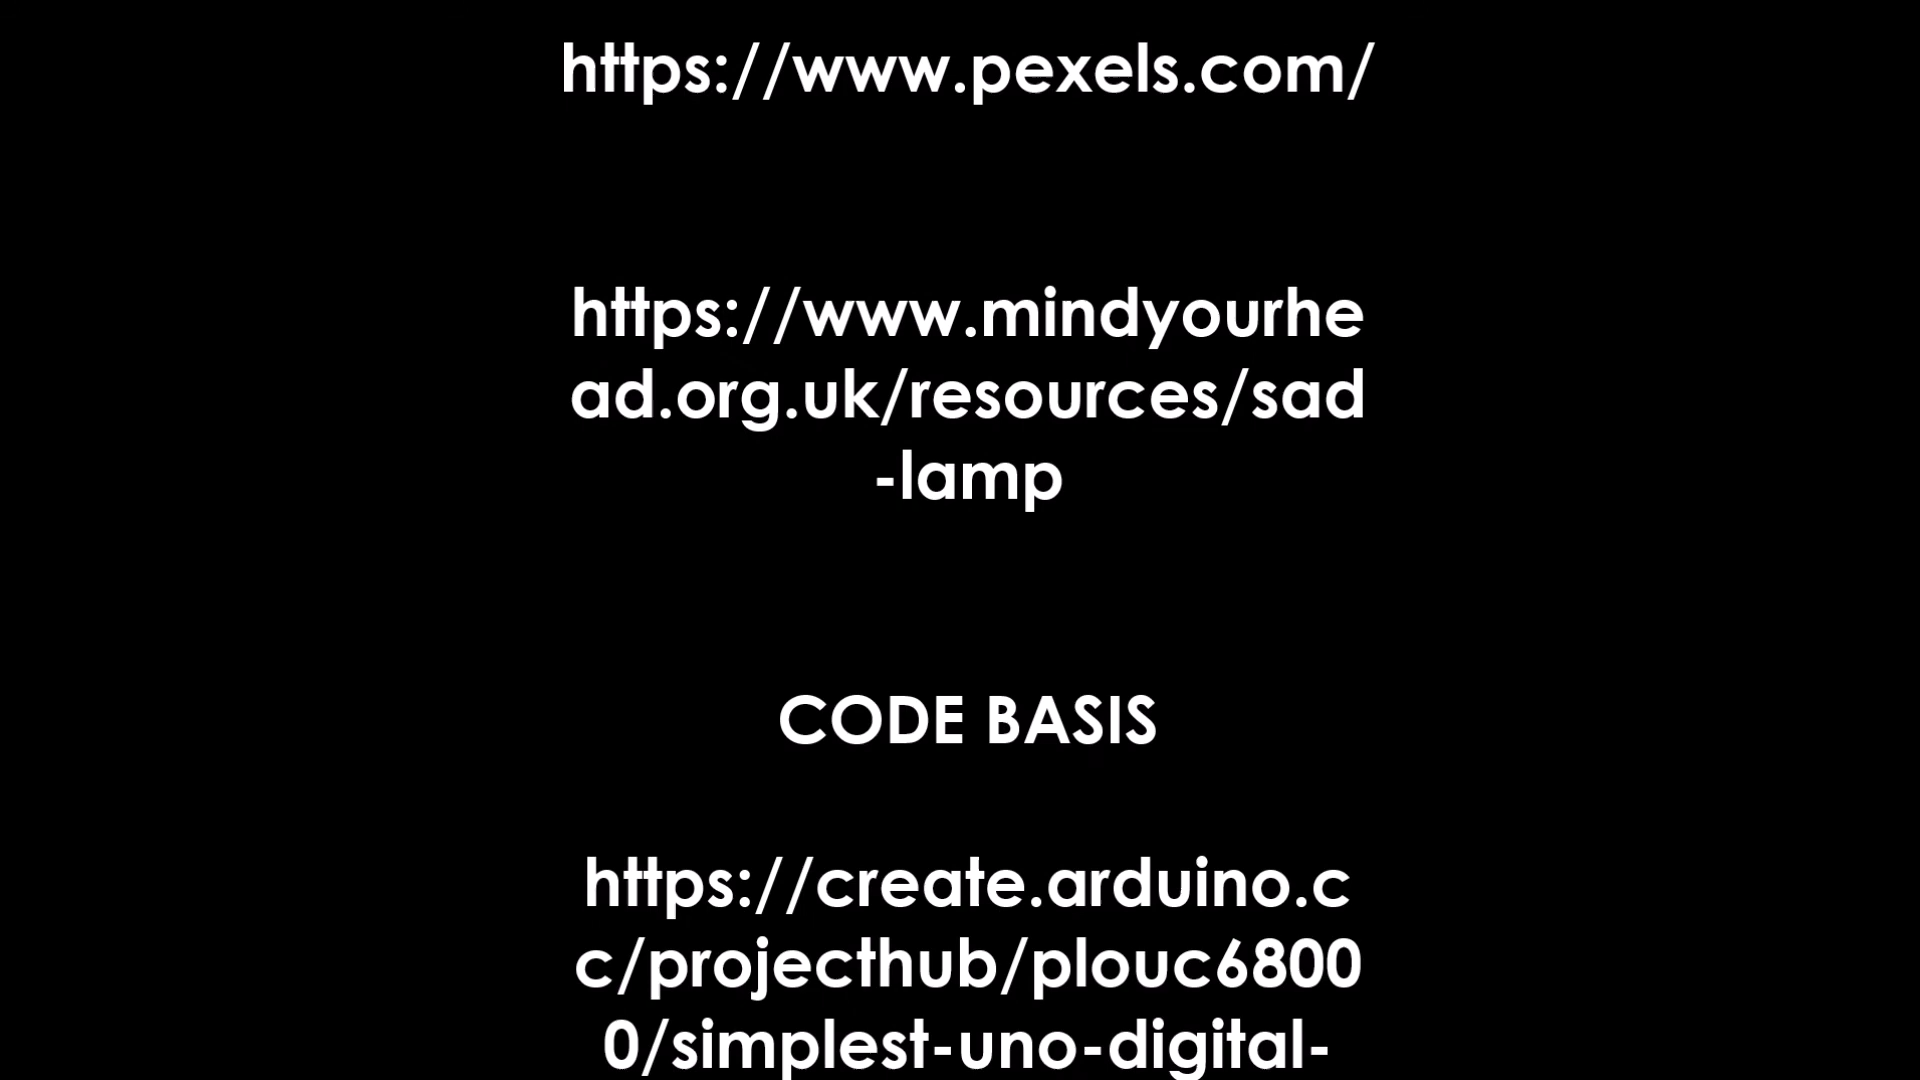 https://www.pexels.com/
https://www.mindyourhe
ad.org.uk/resources/sad
-lamp
CODE BASIS
https://create.arduino.c
c/projecthub/plouc6800
0/simplest-uno-digital-